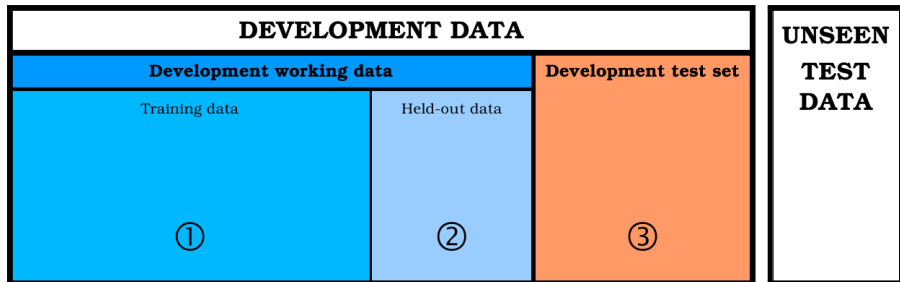 DEVELOPMENT DATA
Development working data
Development test set
Training data
Held-out data
①
②
③
UNSEEN
TEST
DATA